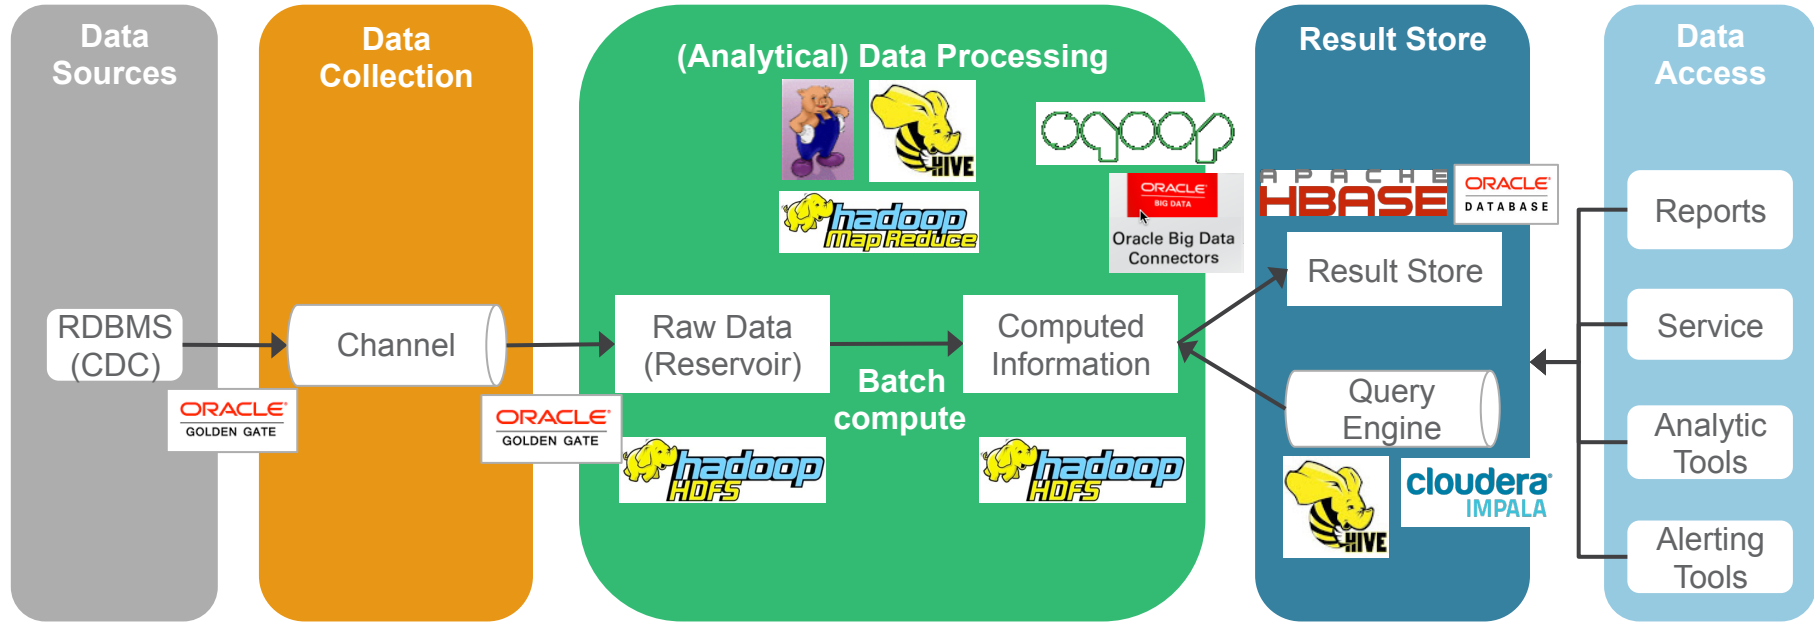 Data
Sources
RDBMS
(CDC)
ORACLE®
GOLDEN GATE
Data
Collection
Channel
ORACLE®
GOLDEN GATE
(Analytical) Data Processing
HIVE
hadoop
Map Reduce
sqoop
ORACLE®
BIG DATA
Oracle Big Data
Connectors
Raw Data
(Reservoir)
Batch
compute
Computed
Information
hadoop
HDFS
hadoop
HDFS
Result Store
APACHE
HBASE
ORACLE®
DATABASE
Result Store
Query
Engine
HIVE
cloudera®
IMPALA
Data
Access
Reports
Service
Analytic
Tools
Alerting
Tools